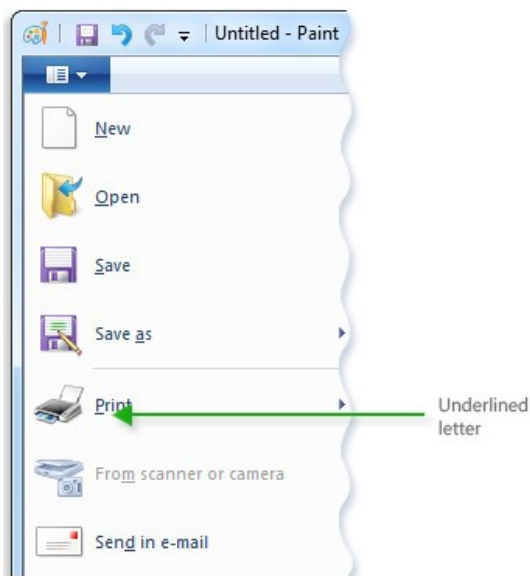 Untitled - Paint
New
Open
Save
Save as
Print
Underlined
letter
From scanner or camera
Send in e-mail